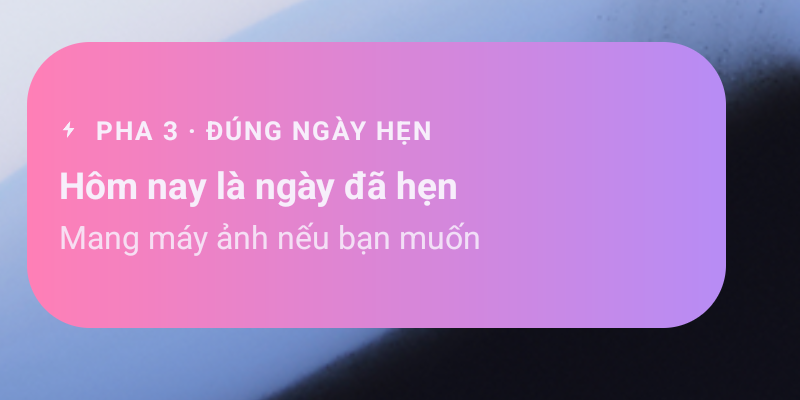 PHA 3 · ĐÚNG NGÀY HẸN
Hôm nay là ngày đã hẹn
Mang máy ảnh nếu bạn muốn